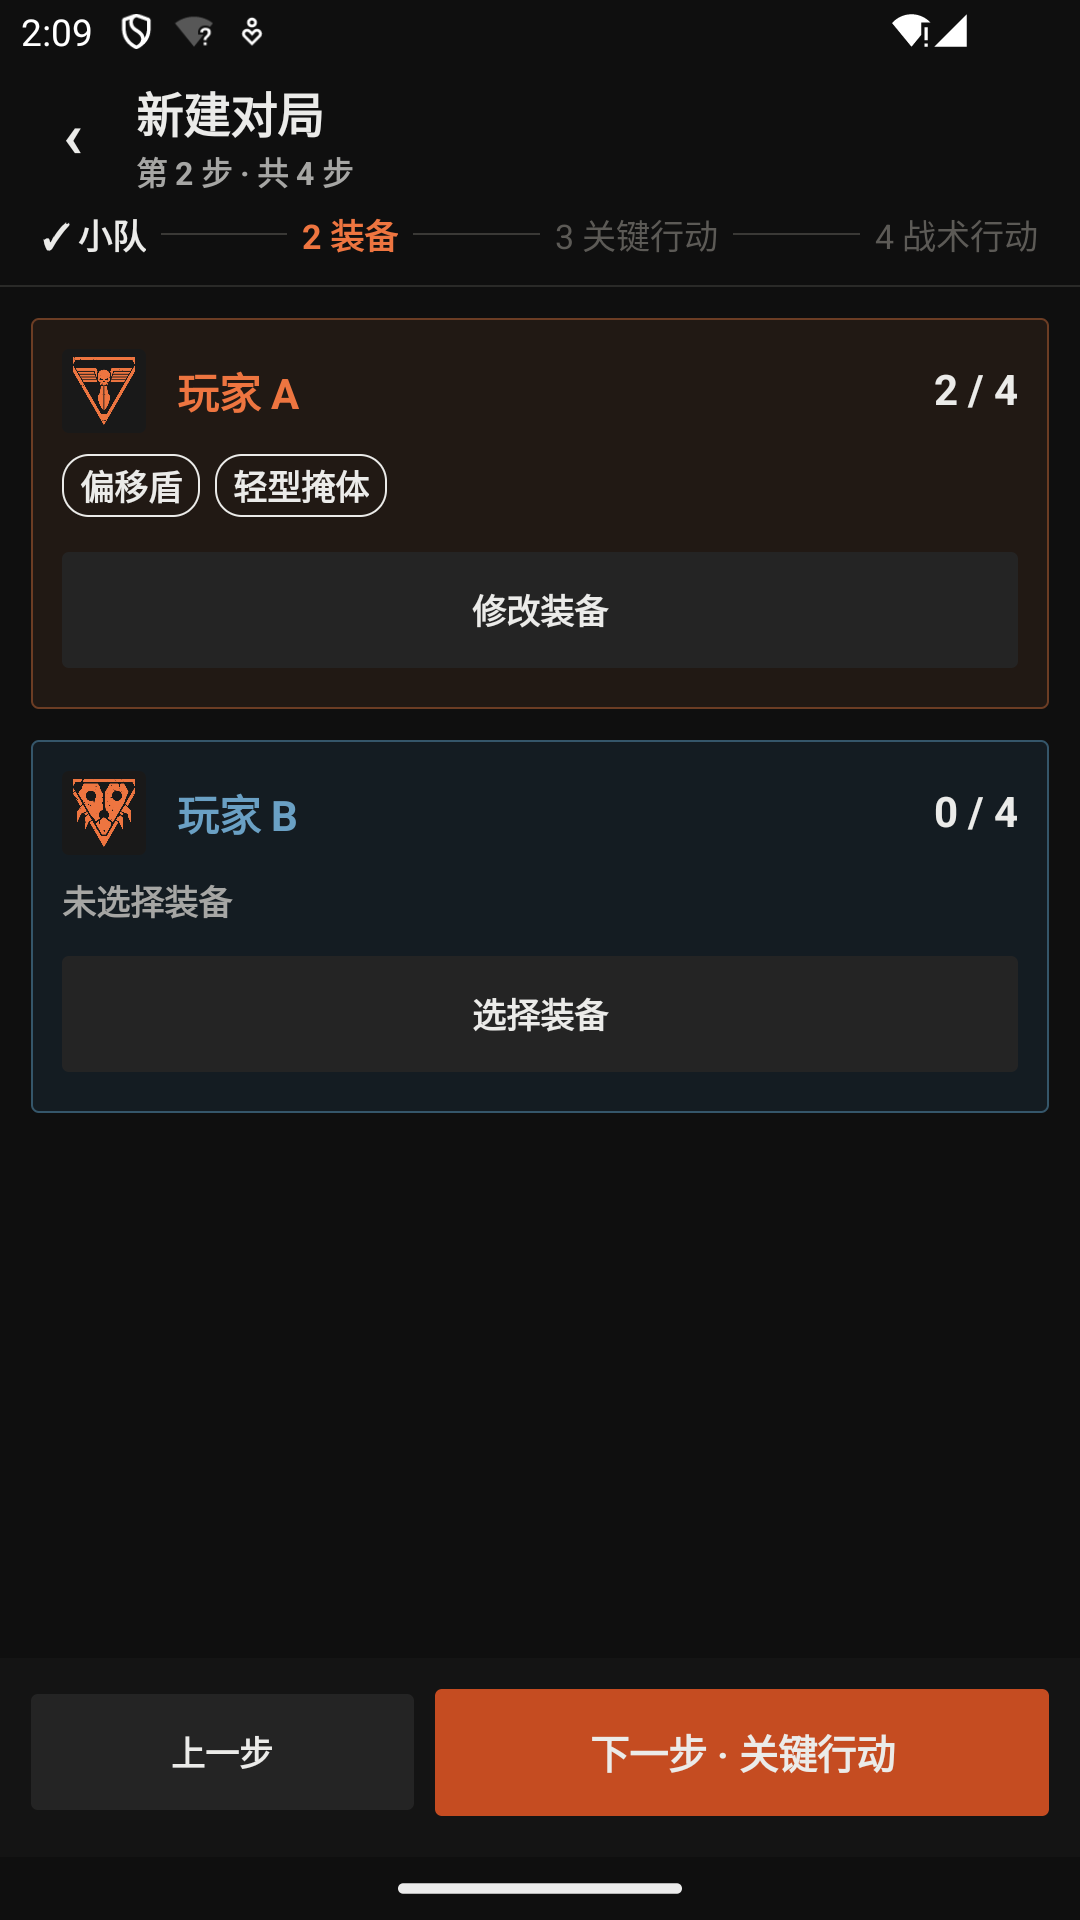 2:09
新建对局
第 2 步 · 共 4 步
✓ 小队
2 装备
3 关键行动
4 战术行动
玩家 A
2 / 4
偏移盾
轻型掩体
修改装备
玩家 B
0 / 4
未选择装备
选择装备
上一步
下一步 · 关键行动